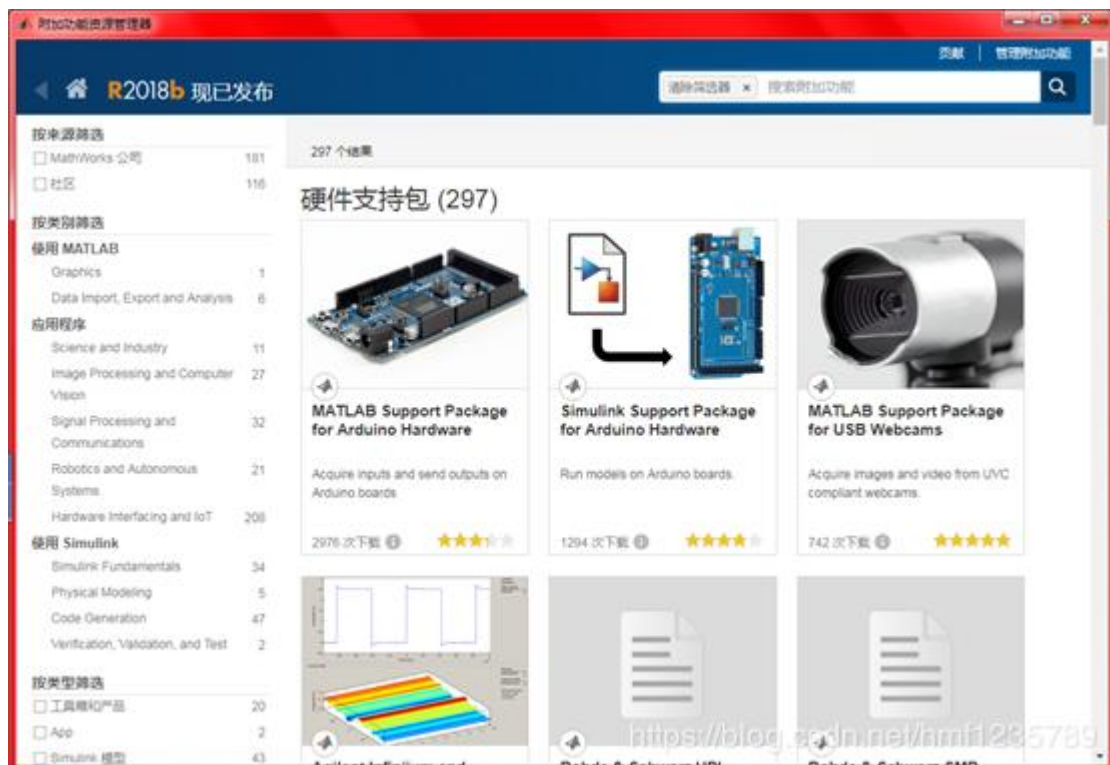 附加功能资源管理器
贡献 | 管理附加功能
R2018b 现已发布
清除筛选器 ×
搜索附加功能
按来源筛选
MathWorks 公司 181
社区 116
按类别筛选
使用 MATLAB
Graphics 1
Data Import, Export and Analysis 6
应用程序
Science and Industry 11
Image Processing and Computer 27
Vision
Signal Processing and 32
Communications
Robotics and Autonomous 21
Systems
Hardware Interfacing and IoT 208
使用 Simulink
Simulink Fundamentals 34
Physical Modeling 5
Code Generation 47
Verification, Validation, and Test 2
按类型筛选
工具箱和产品 20
App 2
Simulink 模型 43
297 个结果
硬件支持包 (297)
MATLAB Support Package
for Arduino Hardware
Acquire inputs and send outputs on
Arduino boards
2976 次下载
Simulink Support Package
for Arduino Hardware
Run models on Arduino boards.
1294 次下载
MATLAB Support Package
for USB Webcams
Acquire images and video from UVC
compliant webcams.
742 次下载
Agilent Infiniium and
https://blog.csdn.net/hmf1235789